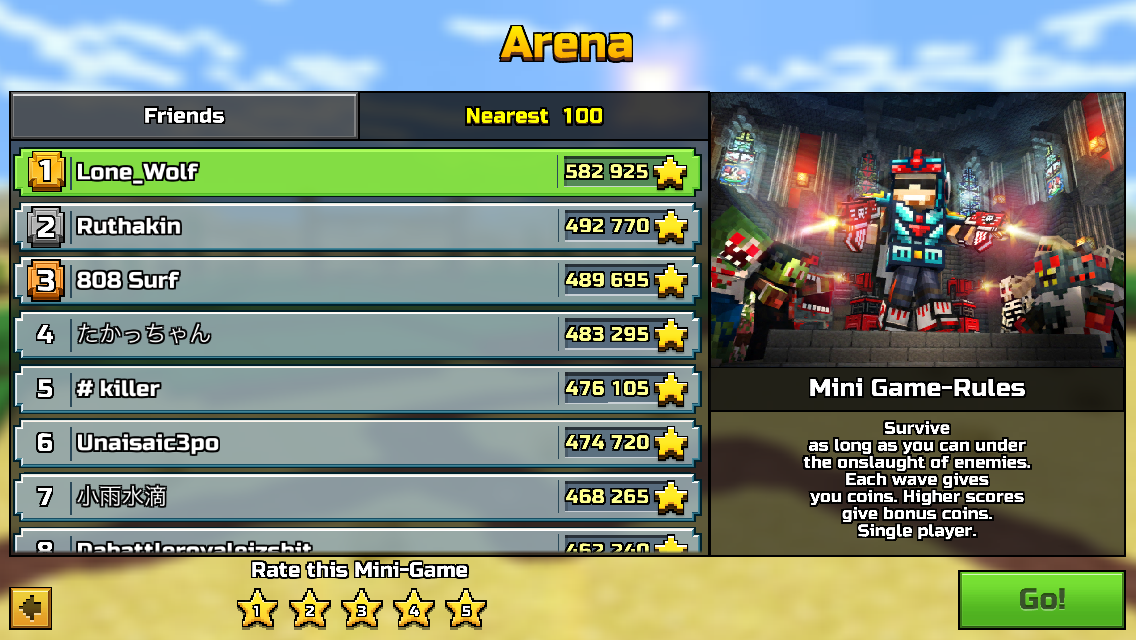 Arena
Friends
Nearest 100
1 Lone_Wolf 582 925
2 Ruthakin 492 770
3 808 Surf 489 695
4 たかっちゃん 483 295
5 # killer 476 105
6 Unaisaic3po 474 720
7 小雨水滴 468 265
8 462 240
Mini Game-Rules
Survive
as long as you can under
the onslaught of enemies.
Each wave gives
you coins. Higher scores
give bonus coins.
Single player.
Rate this Mini-Game
1 2 3 4 5
Go!